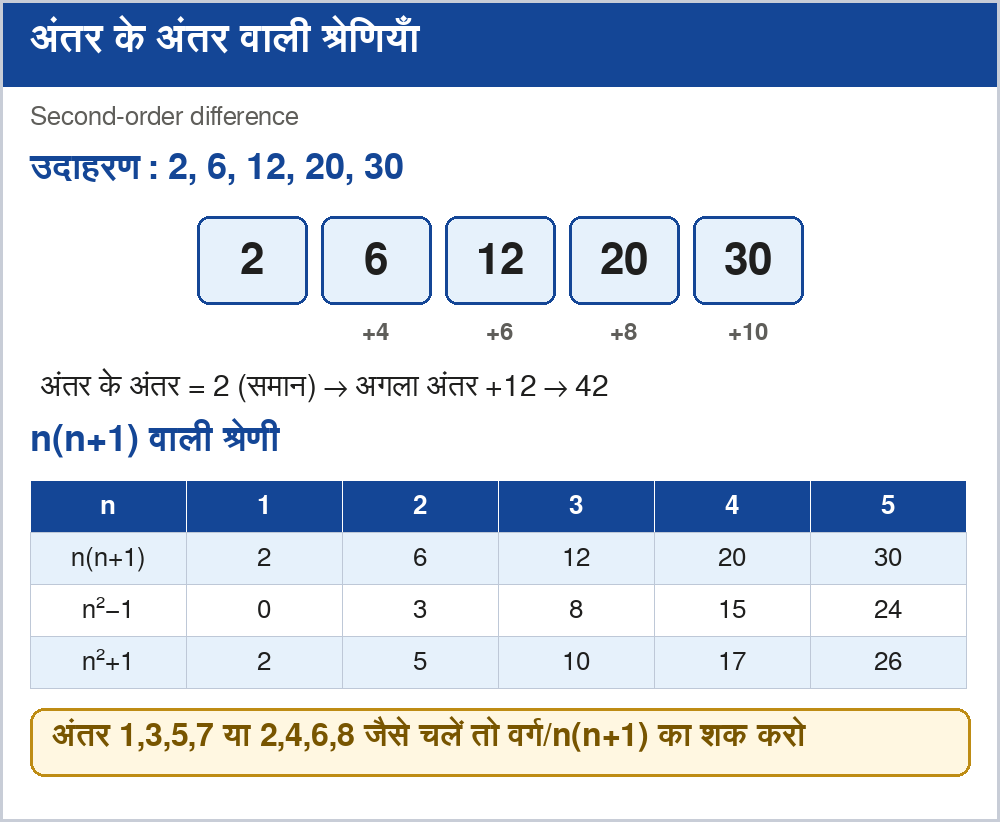 अंतर के अंतर वाली श्रेणियाँ
Second-order difference
उदाहरण : 2, 6, 12, 20, 30
2 6 12 20 30
+4 +6 +8 +10
अंतर के अंतर = 2 (समान) → अगला अंतर +12 → 42
n(n+1) वाली श्रेणी
n 1 2 3 4 5
n(n+1) 2 6 12 20 30
n²−1 0 3 8 15 24
n²+1 2 5 10 17 26
अंतर 1,3,5,7 या 2,4,6,8 जैसे चलें तो वर्ग/n(n+1) का शक करो